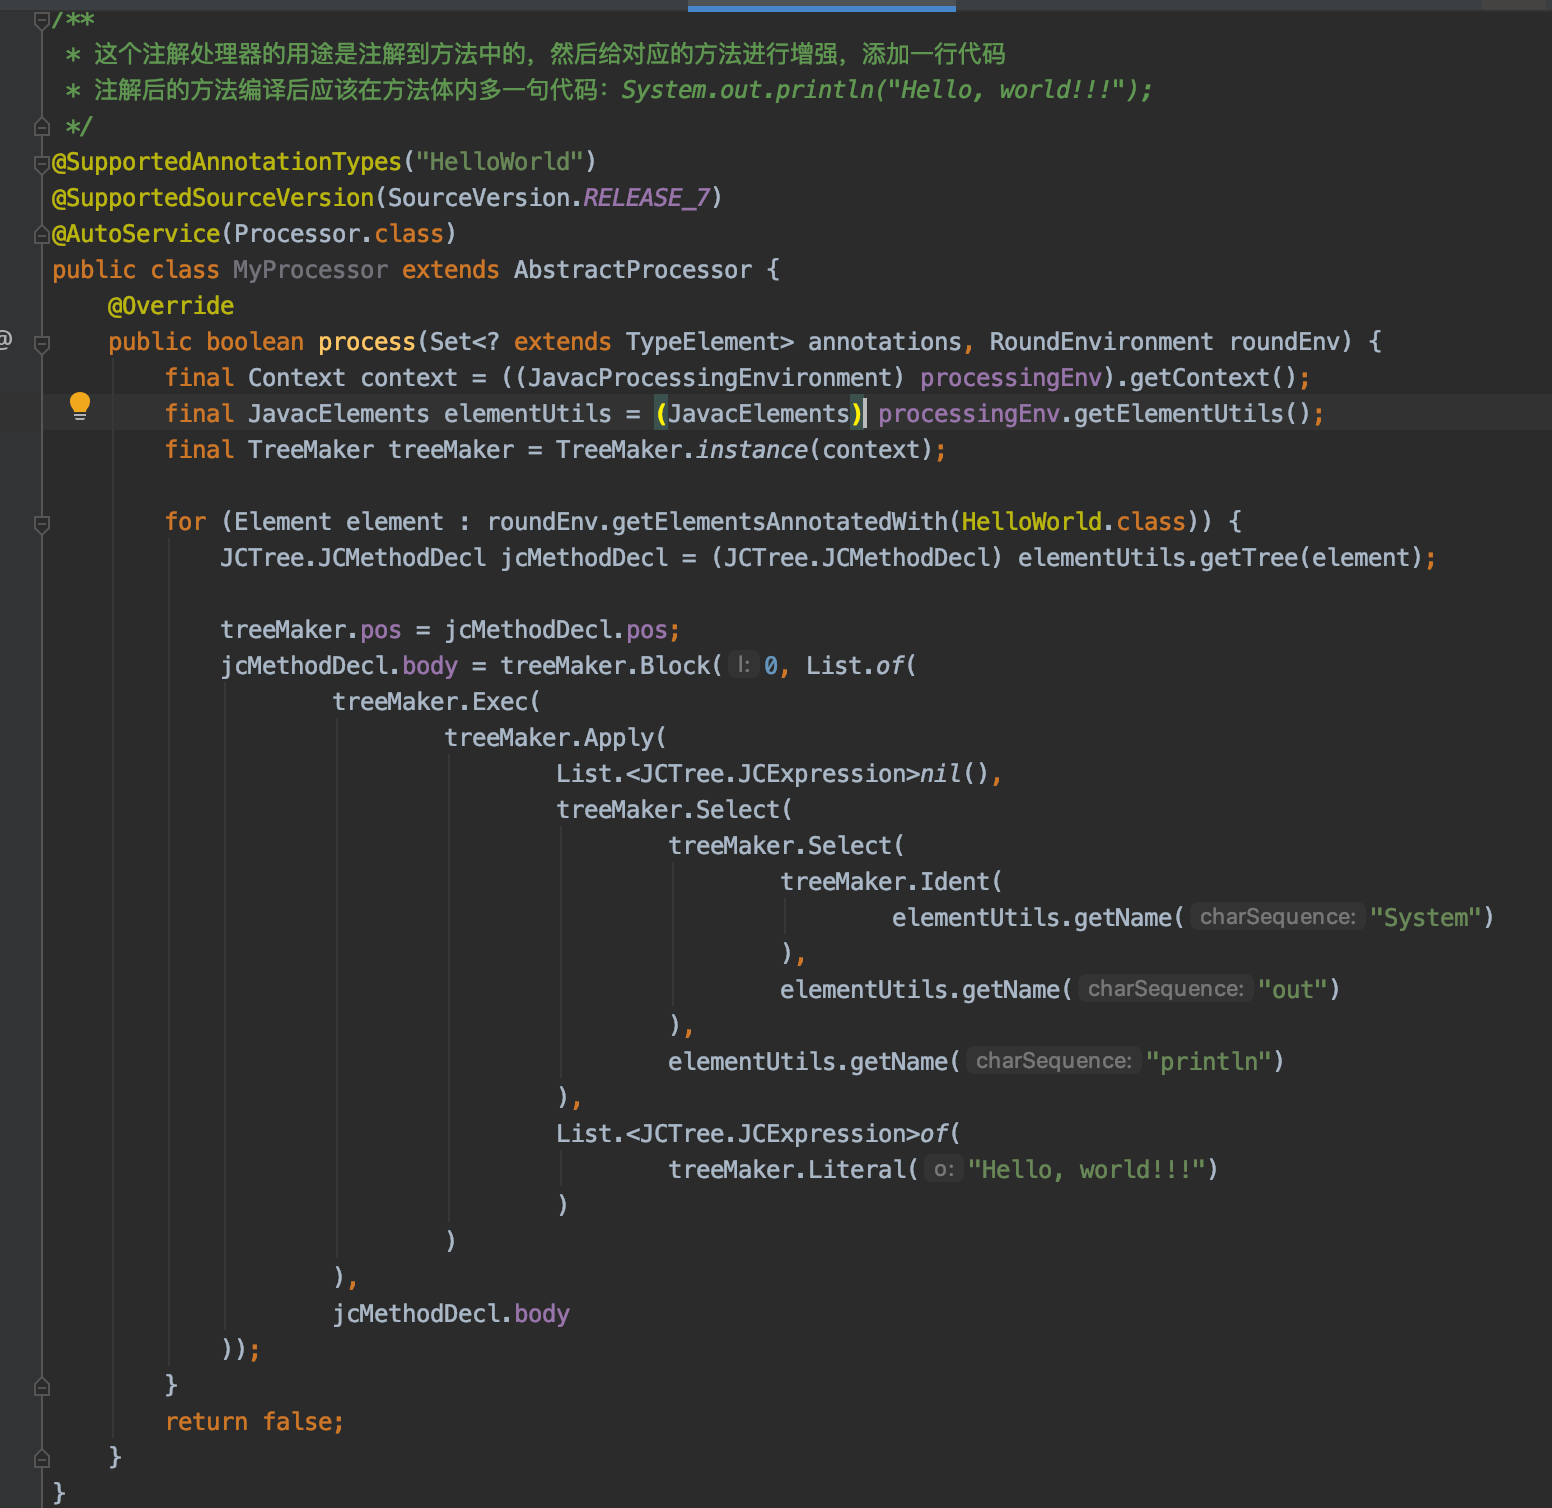 /**
 * 这个注解处理器的用途是注解到方法中的，然后给对应的方法进行增强，添加一行代码
 * 注解后的方法编译后应该在方法体内多一句代码：System.out.println("Hello, world!!!");
 */
@SupportedAnnotationTypes("HelloWorld")
@SupportedSourceVersion(SourceVersion.RELEASE_7)
@AutoService(Processor.class)
public class MyProcessor extends AbstractProcessor {
    @Override
@   public boolean process(Set<? extends TypeElement> annotations, RoundEnvironment roundEnv) {
        final Context context = ((JavacProcessingEnvironment) processingEnv).getContext();
        final JavacElements elementUtils = (JavacElements) processingEnv.getElementUtils();
        final TreeMaker treeMaker = TreeMaker.instance(context);
        for (Element element : roundEnv.getElementsAnnotatedWith(HelloWorld.class)) {
            JCTree.JCMethodDecl jcMethodDecl = (JCTree.JCMethodDecl) elementUtils.getTree(element);
            treeMaker.pos = jcMethodDecl.pos;
            jcMethodDecl.body = treeMaker.Block( l: 0, List.of(
                    treeMaker.Exec(
                            treeMaker.Apply(
                                    List.<JCTree.JCExpression>nil(),
                                    treeMaker.Select(
                                            treeMaker.Select(
                                                    treeMaker.Ident(
                                                            elementUtils.getName( charSequence: "System")
                                                    ),
                                                    elementUtils.getName( charSequence: "out")
                                            ),
                                            elementUtils.getName( charSequence: "println")
                                    ),
                                    List.<JCTree.JCExpression>of(
                                            treeMaker.Literal( o: "Hello, world!!!")
                                    )
                            )
                    ),
                    jcMethodDecl.body
            ));
        }
        return false;
    }
}